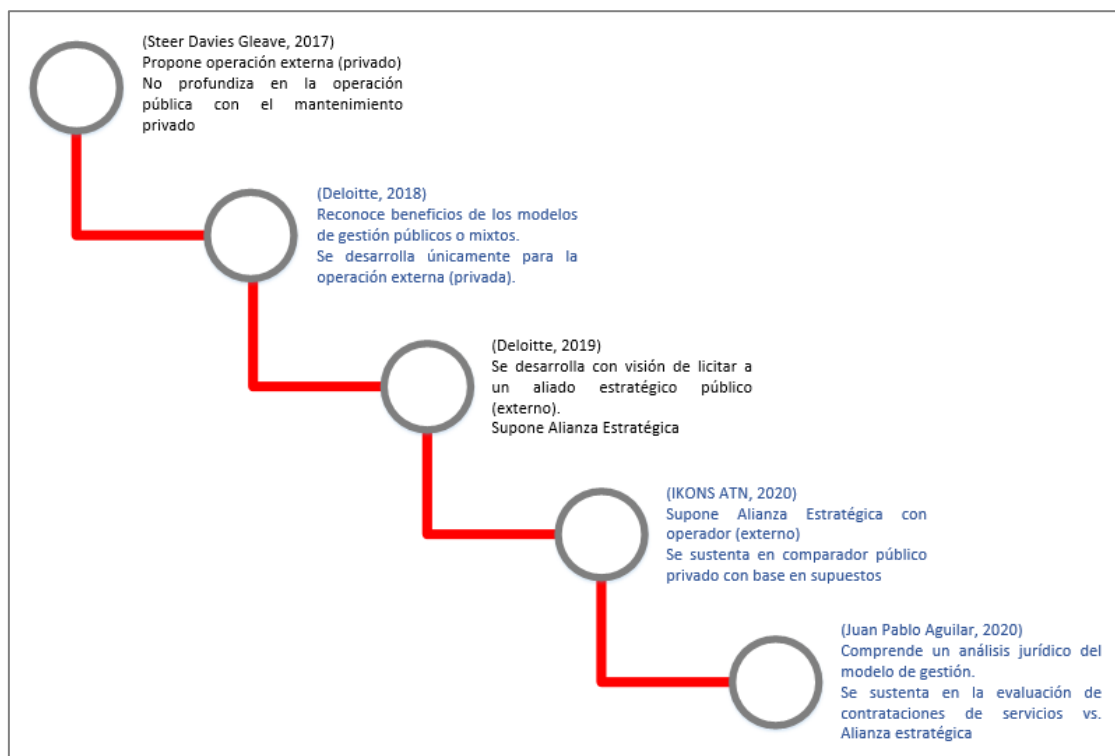 (Steer Davies Gleave, 2017)
Propone operación externa (privado)
No profundiza en la operación
pública con el mantenimiento
privado
(Deloitte, 2018)
Reconoce beneficios de los modelos
de gestión públicos o mixtos.
Se desarrolla únicamente para la
operación externa (privada).
(Deloitte, 2019)
Se desarrolla con visión de licitar a
un aliado estratégico público
(externo).
Supone Alianza Estratégica
(IKONS ATN, 2020)
Supone Alianza Estratégica con
operador (externo)
Se sustenta en comparador público
privado con base en supuestos
(Juan Pablo Aguilar, 2020)
Comprende un análisis jurídico del
modelo de gestión.
Se sustenta en la evaluación de
contrataciones de servicios vs.
Alianza estratégica